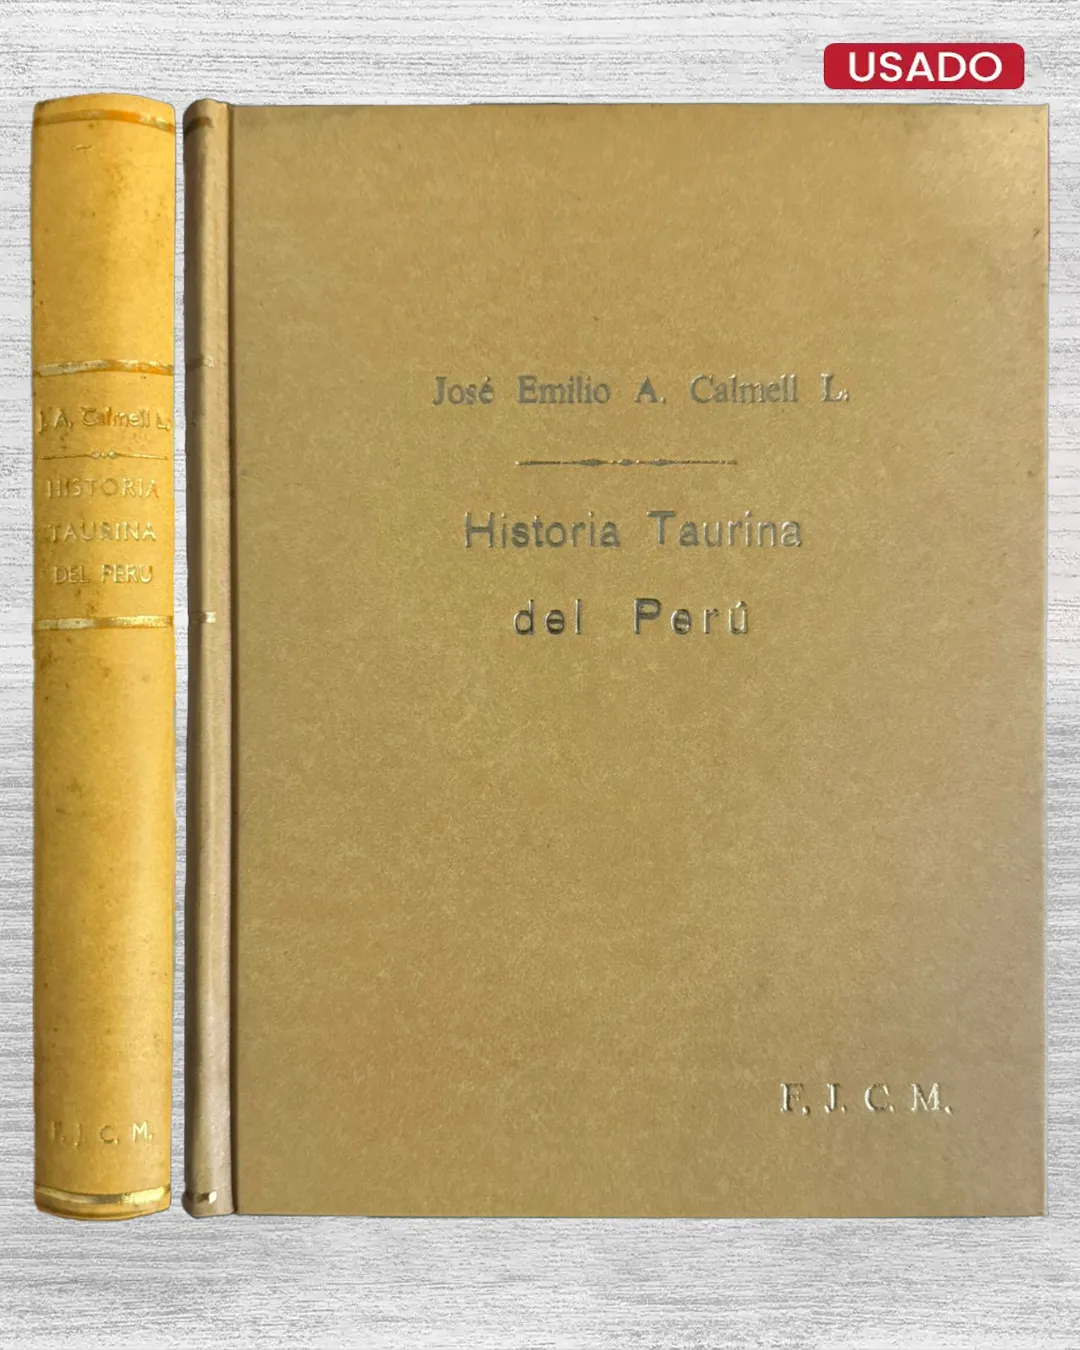 USADO
J. A. Calmell L.
HISTORIA
TAURINA
DEL PERU
F. J. C. M.
José Emilio A. Calmell L.
Historia Taurina
del Perú
F. J. C. M.